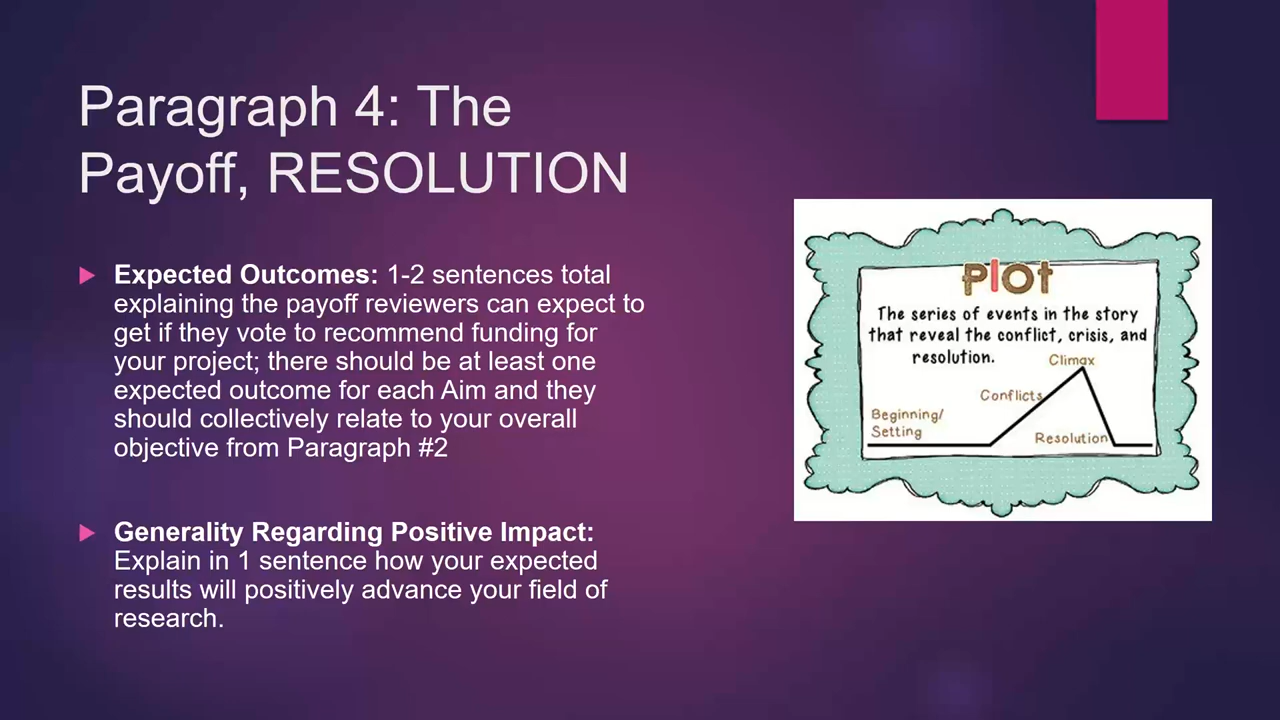 Paragraph 4: The
Payoff, RESOLUTION
Expected Outcomes: 1-2 sentences total
explaining the payoff reviewers can expect to
get if they vote to recommend funding for
your project; there should be at least one
expected outcome for each Aim and they
should collectively relate to your overall
objective from Paragraph #2
Generality Regarding Positive Impact:
Explain in 1 sentence how your expected
results will positively advance your field of
research.
PlOt
The series of events in the story
that reveal the conflict, crisis, and
resolution.
Climax
Conflicts
Beginning/
Setting
Resolution